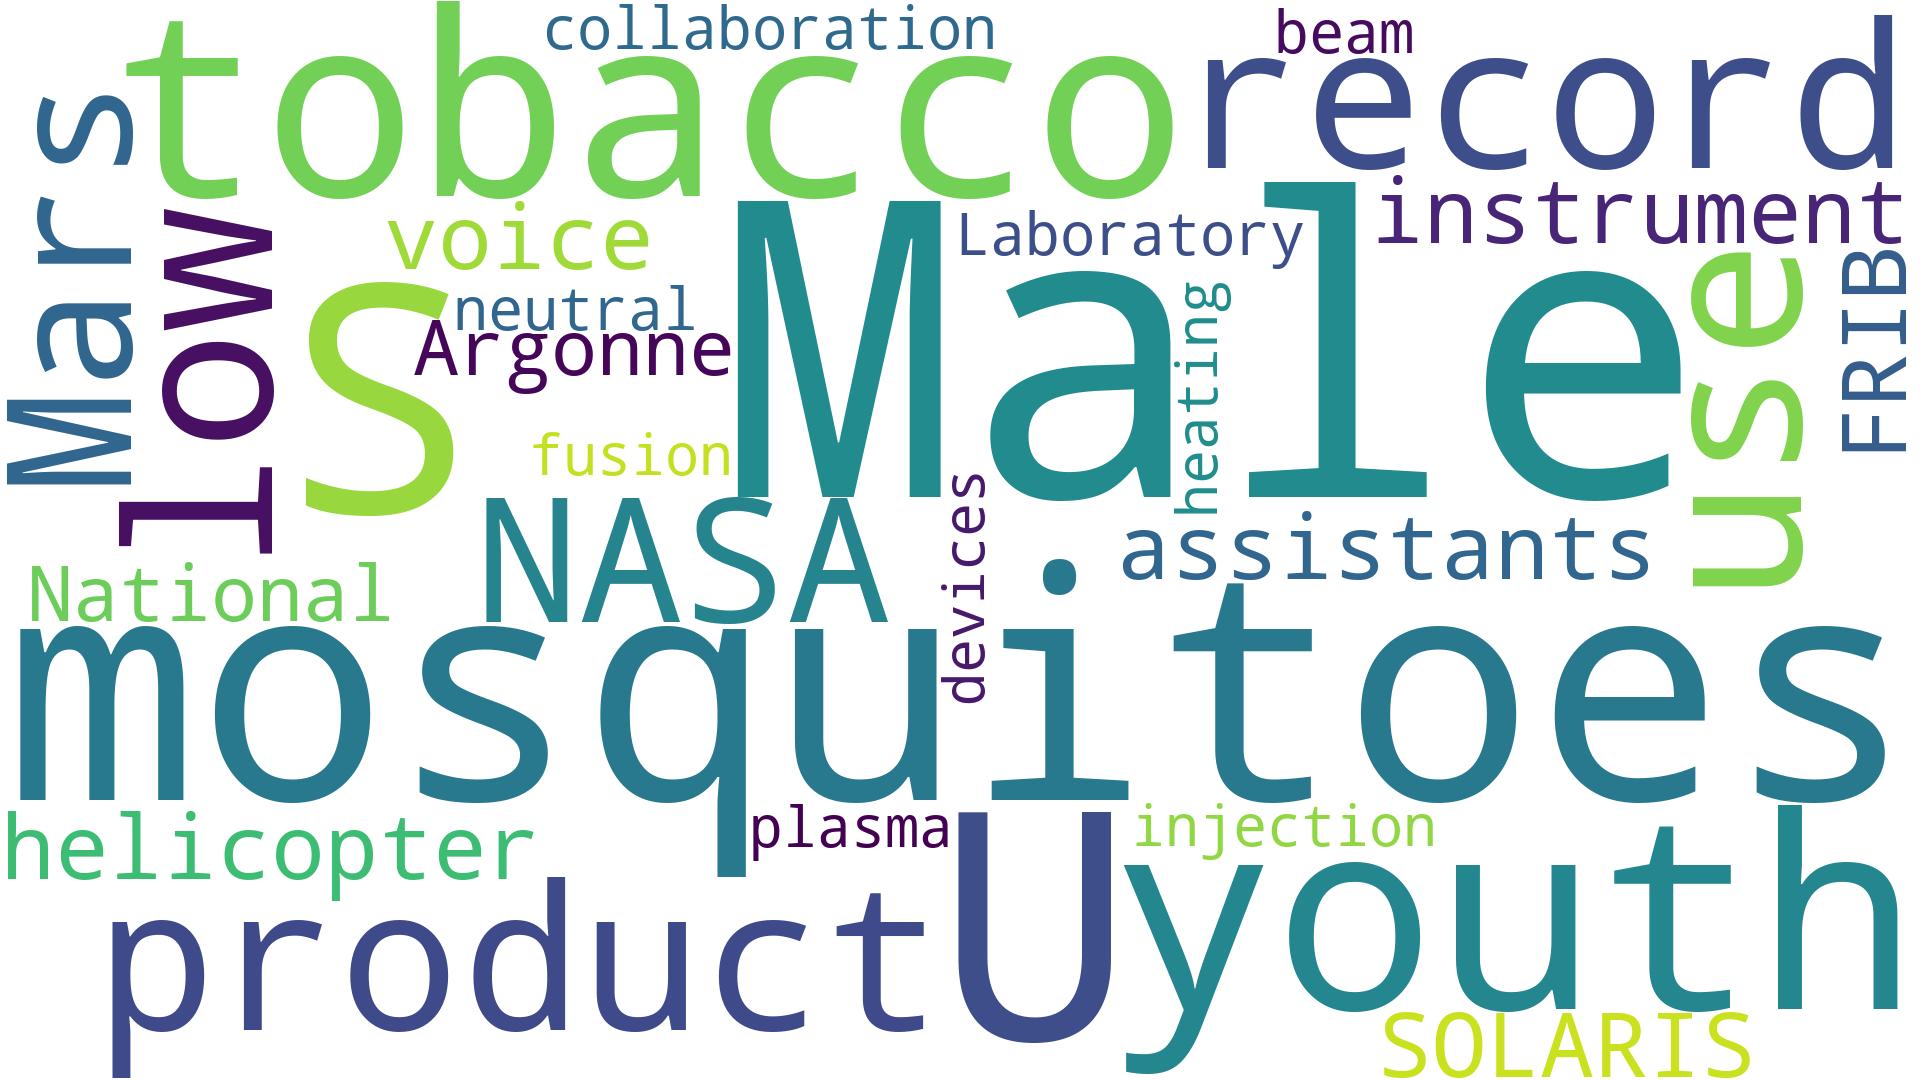 collaboration
beam
tobacco
record
Mars
low
voice
Laboratory
instrument
S
neutral
Argonne
Male
heating
use
FRIB
fusion
NASA
devices
assistants
National
mosquitoes
helicopter
plasma
injection
product
U
youth
SOLARIS